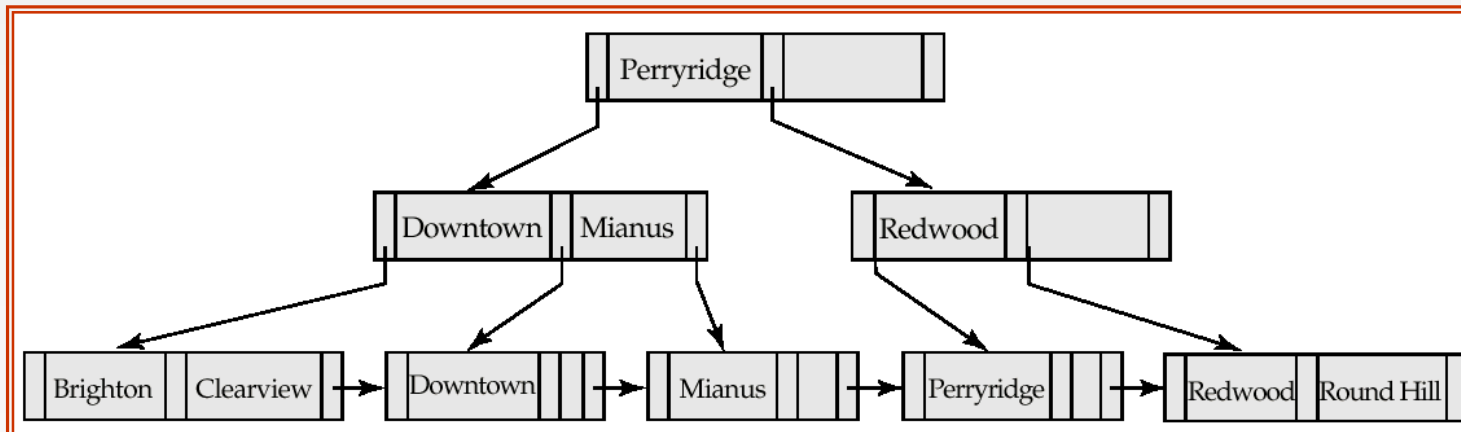 Perryridge
Downtown Mianus Redwood
Brighton Clearview Downtown Mianus Perryridge Redwood Round Hill